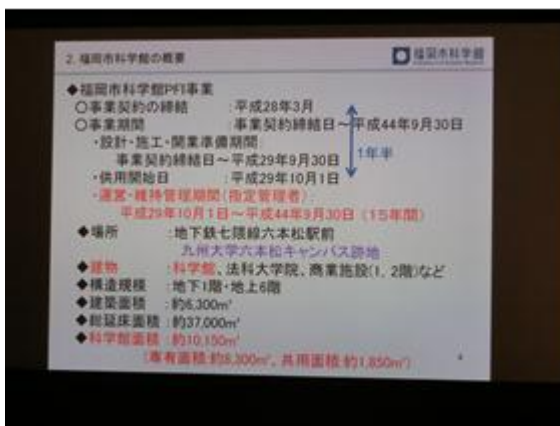 2. 福岡市科学館の概要
福岡市科学館
◆福岡市科学館PFI事業
○事業契約の締結 :平成28年3月
○事業期間 :事業契約締結日～平成44年9月30日
・設計・施工・開業準備期間:
事業契約締結日～平成29年9月30日
1年半
・供用開始日 :平成29年10月1日
・運営・維持管理期間(指定管理者)
平成29年10月1日～平成44年9月30日 (15年間)
◆場所 :地下鉄七隈線六本松駅前
九州大学六本松キャンパス跡地
◆建物 :科学館、法科大学院、商業施設(1, 2階)など
◆構造規模 :地下1階・地上6階
◆建築面積 :約6,300㎡
◆総延床面積 :約37,000㎡
◆科学館面積 :約10,150㎡
(専有面積:約8,300㎡, 共用面積:約1,850㎡)